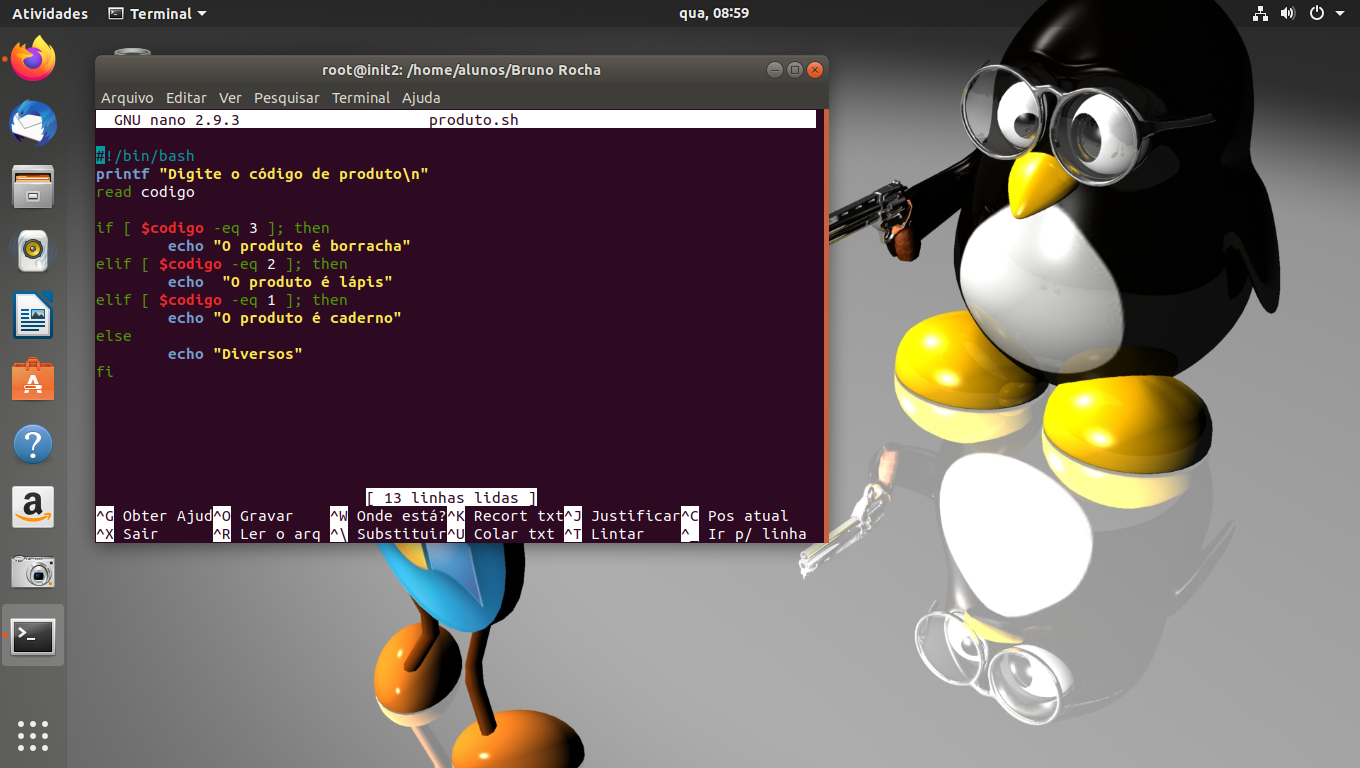 Atividades Terminal qua, 08:59
root@init2: /home/alunos/Bruno Rocha
Arquivo Editar Ver Pesquisar Terminal Ajuda
GNU nano 2.9.3 produto.sh
#!/bin/bash
printf "Digite o código de produto\n"
read codigo
if [ $codigo -eq 3 ]; then
echo "O produto é borracha"
elif [ $codigo -eq 2 ]; then
echo  "O produto é lápis"
elif [ $codigo -eq 1 ]; then
echo "O produto é caderno"
else
echo "Diversos"
fi
[ 13 linhas lidas ]
^G Obter Ajud^O Gravar ^W Onde está?^K Recort txt^J Justificar^C Pos atual
^X Sair ^R Ler o arq ^\ Substituir^U Colar txt ^T Lintar ^_ Ir p/ linha